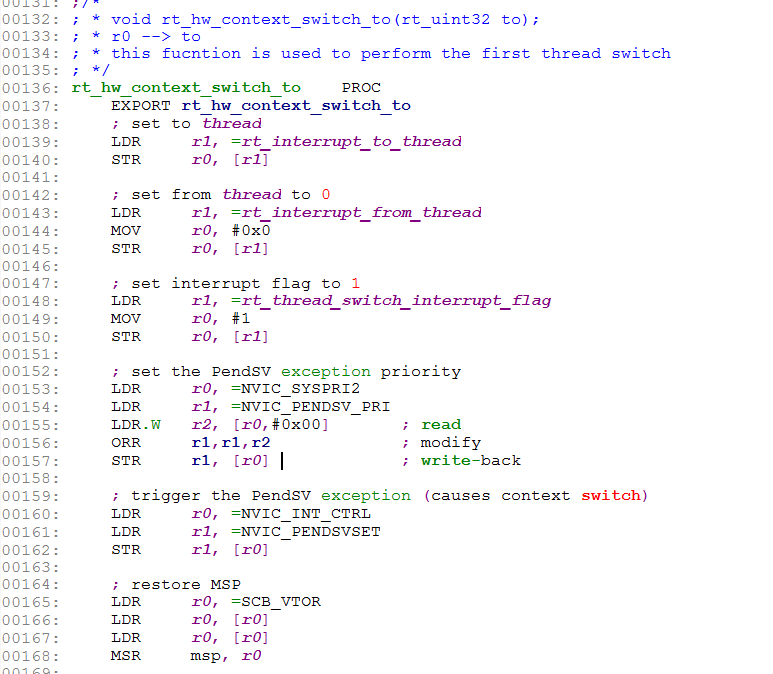 00131: ;/*
00132: ; * void rt_hw_context_switch_to(rt_uint32 to);
00133: ; * r0 --> to
00134: ; * this fucntion is used to perform the first thread switch
00135: ; */
00136: rt_hw_context_switch_to    PROC
00137:     EXPORT rt_hw_context_switch_to
00138:     ; set to thread
00139:     LDR     r1, =rt_interrupt_to_thread
00140:     STR     r0, [r1]
00141:
00142:     ; set from thread to 0
00143:     LDR     r1, =rt_interrupt_from_thread
00144:     MOV     r0, #0x0
00145:     STR     r0, [r1]
00146:
00147:     ; set interrupt flag to 1
00148:     LDR     r1, =rt_thread_switch_interrupt_flag
00149:     MOV     r0, #1
00150:     STR     r0, [r1]
00151:
00152:     ; set the PendSV exception priority
00153:     LDR     r0, =NVIC_SYSPRI2
00154:     LDR     r1, =NVIC_PENDSV_PRI
00155:     LDR.W   r2, [r0,#0x00]       ; read
00156:     ORR     r1,r1,r2             ; modify
00157:     STR     r1, [r0]             ; write-back
00158:
00159:     ; trigger the PendSV exception (causes context switch)
00160:     LDR     r0, =NVIC_INT_CTRL
00161:     LDR     r1, =NVIC_PENDSVSET
00162:     STR     r1, [r0]
00163:
00164:     ; restore MSP
00165:     LDR     r0, =SCB_VTOR
00166:     LDR     r0, [r0]
00167:     LDR     r0, [r0]
00168:     MSR     msp, r0
00169: